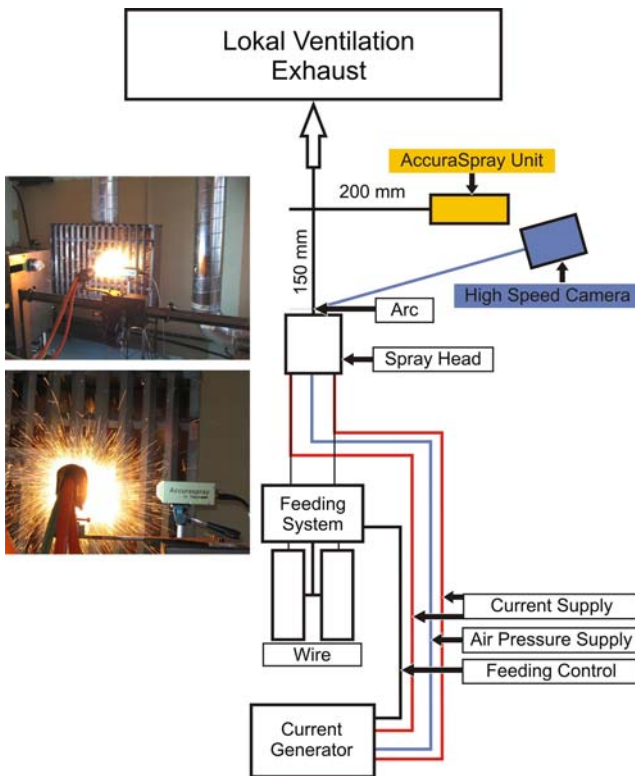 Lokal Ventilation
Exhaust
AccuraSpray Unit
200 mm
150 mm
High Speed Camera
Arc
Spray Head
Accuraspray
Feeding
System
Current Supply
Wire
Air Pressure Supply
Feeding Control
Current
Generator